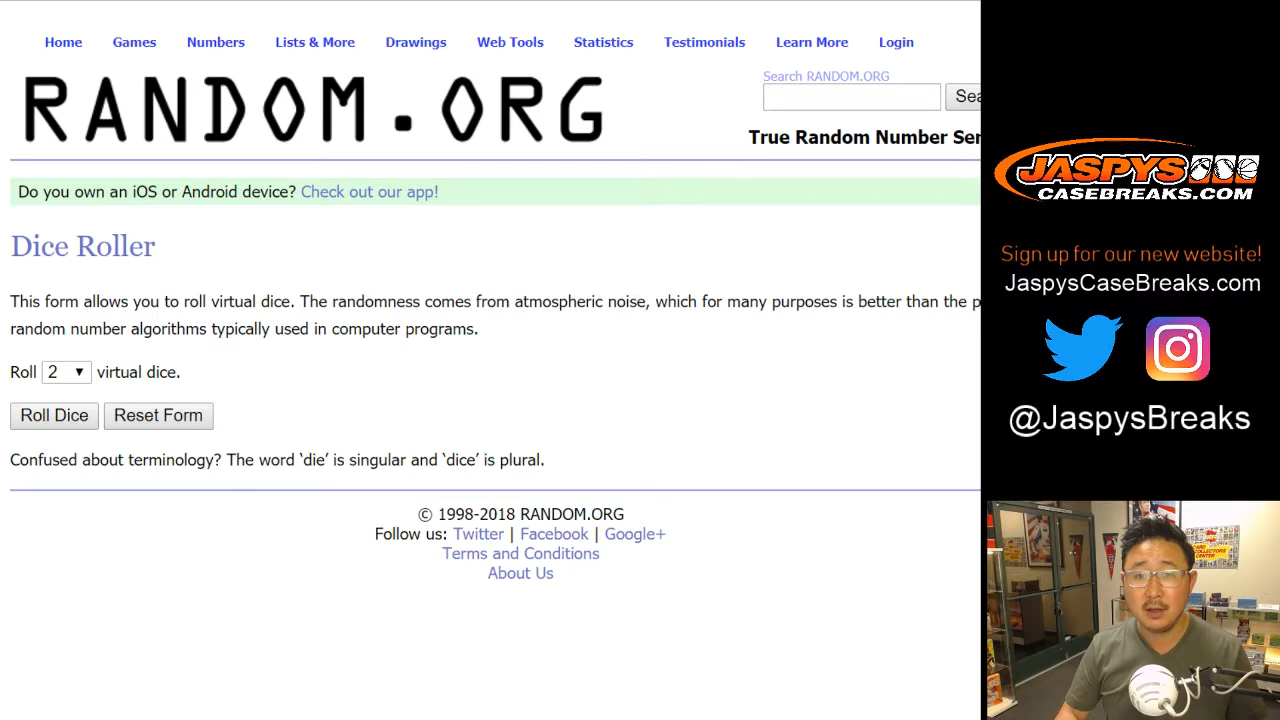 Home Games Numbers Lists & More Drawings Web Tools Statistics Testimonials Learn More Login
RANDOM.ORG
Search RANDOM.ORG
True Random Number Ser
Do you own an iOS or Android device? Check out our app!
Dice Roller
This form allows you to roll virtual dice. The randomness comes from atmospheric noise, which for many purposes is better than the p
random number algorithms typically used in computer programs.
Roll 2 virtual dice.
Roll Dice Reset Form
Confused about terminology? The word ‘die’ is singular and ‘dice’ is plural.
© 1998-2018 RANDOM.ORG
Follow us: Twitter | Facebook | Google+
Terms and Conditions
About Us
JASPYS
CASEBREAKS.COM
Sign up for our new website!
JaspysCaseBreaks.com
@JaspysBreaks
CARD
COLLECTORS
CENTER